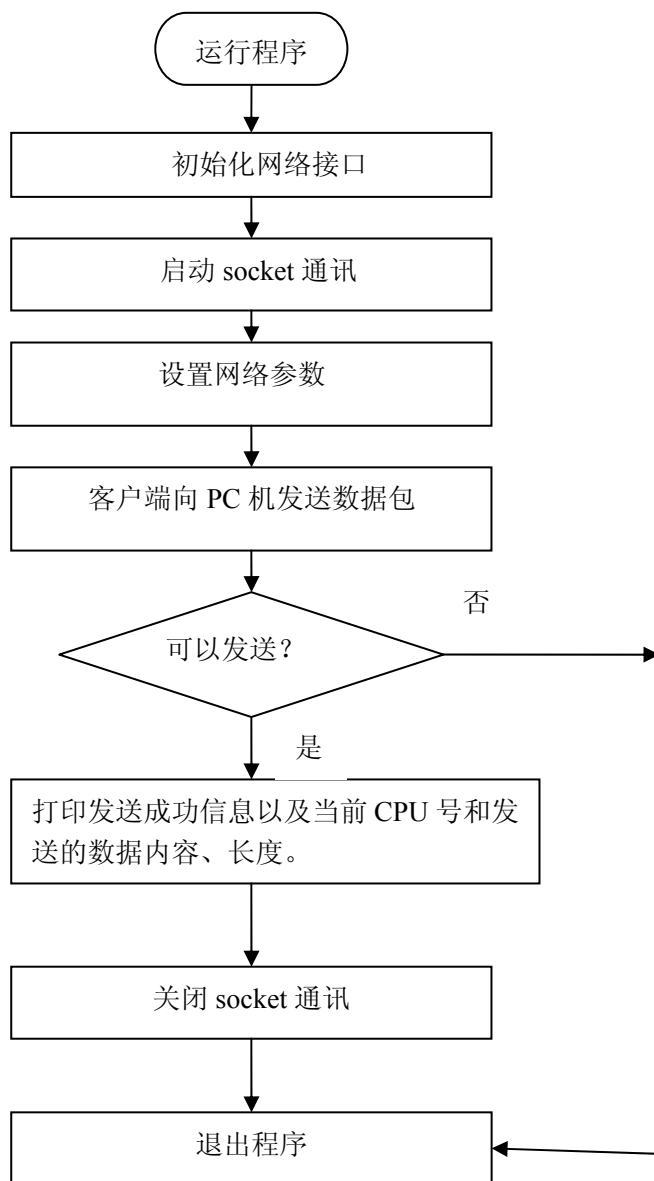 运行程序
初始化网络接口
启动 socket 通讯
设置网络参数
客户端向 PC 机发送数据包
否
可以发送？
是
打印发送成功信息以及当前 CPU 号和发
送的数据内容、长度。
关闭 socket 通讯
退出程序